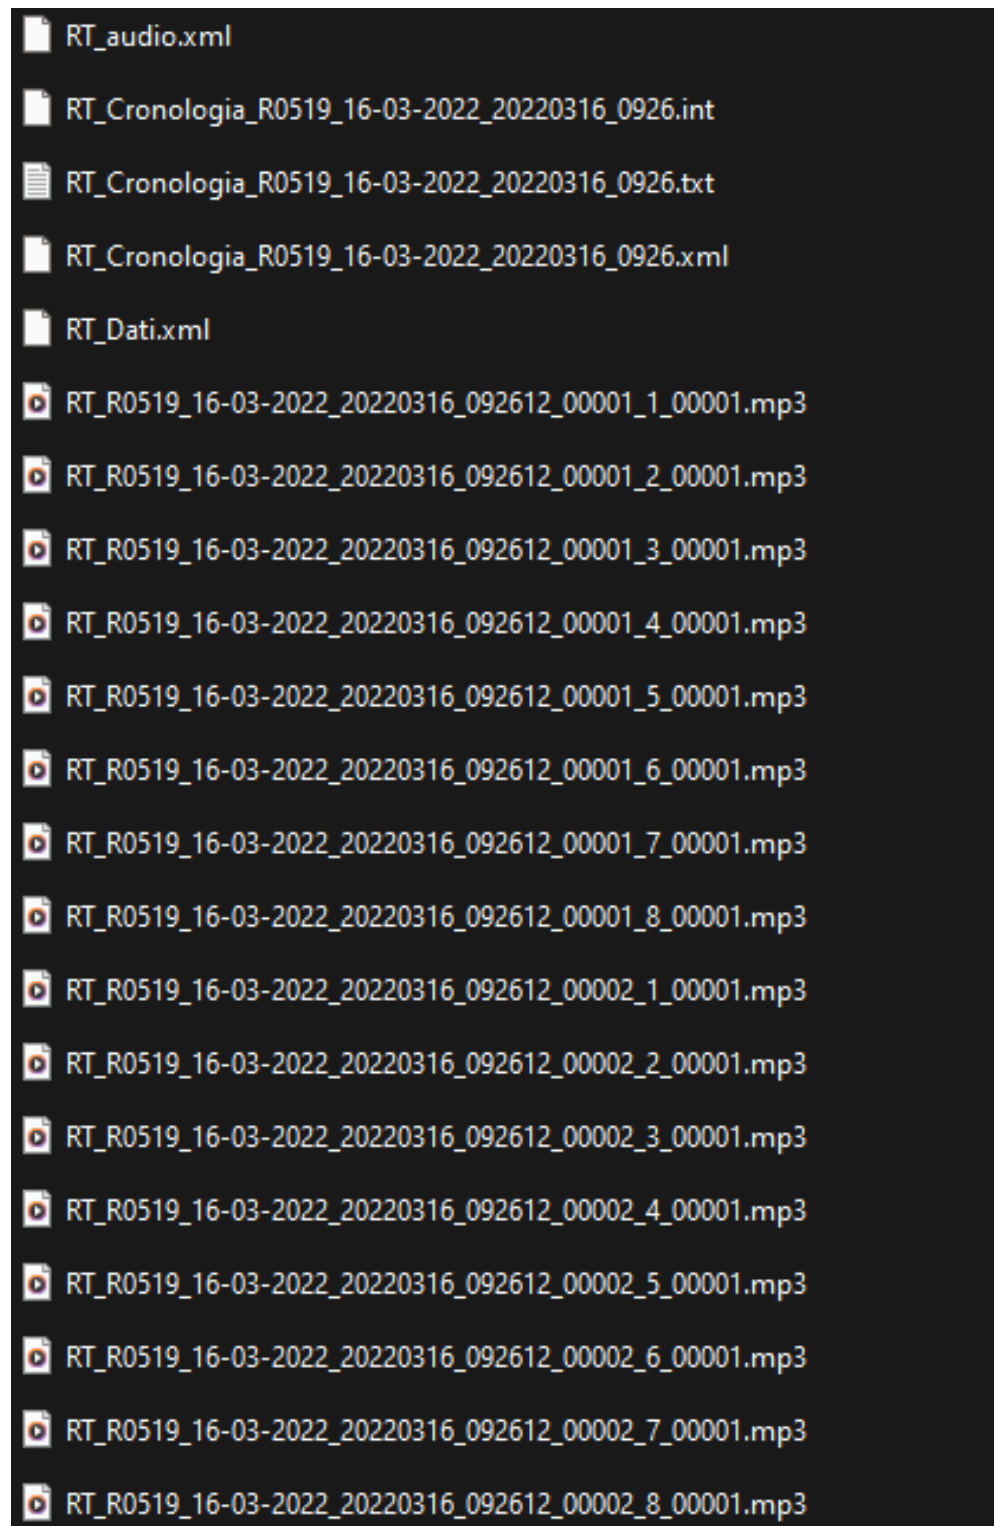 RT_audio.xml
RT_Cronologia_R0519_16-03-2022_20220316_0926.int
RT_Cronologia_R0519_16-03-2022_20220316_0926.txt
RT_Cronologia_R0519_16-03-2022_20220316_0926.xml
RT_Dati.xml
RT_R0519_16-03-2022_20220316_092612_00001_1_00001.mp3
RT_R0519_16-03-2022_20220316_092612_00001_2_00001.mp3
RT_R0519_16-03-2022_20220316_092612_00001_3_00001.mp3
RT_R0519_16-03-2022_20220316_092612_00001_4_00001.mp3
RT_R0519_16-03-2022_20220316_092612_00001_5_00001.mp3
RT_R0519_16-03-2022_20220316_092612_00001_6_00001.mp3
RT_R0519_16-03-2022_20220316_092612_00001_7_00001.mp3
RT_R0519_16-03-2022_20220316_092612_00001_8_00001.mp3
RT_R0519_16-03-2022_20220316_092612_00002_1_00001.mp3
RT_R0519_16-03-2022_20220316_092612_00002_2_00001.mp3
RT_R0519_16-03-2022_20220316_092612_00002_3_00001.mp3
RT_R0519_16-03-2022_20220316_092612_00002_4_00001.mp3
RT_R0519_16-03-2022_20220316_092612_00002_5_00001.mp3
RT_R0519_16-03-2022_20220316_092612_00002_6_00001.mp3
RT_R0519_16-03-2022_20220316_092612_00002_7_00001.mp3
RT_R0519_16-03-2022_20220316_092612_00002_8_00001.mp3